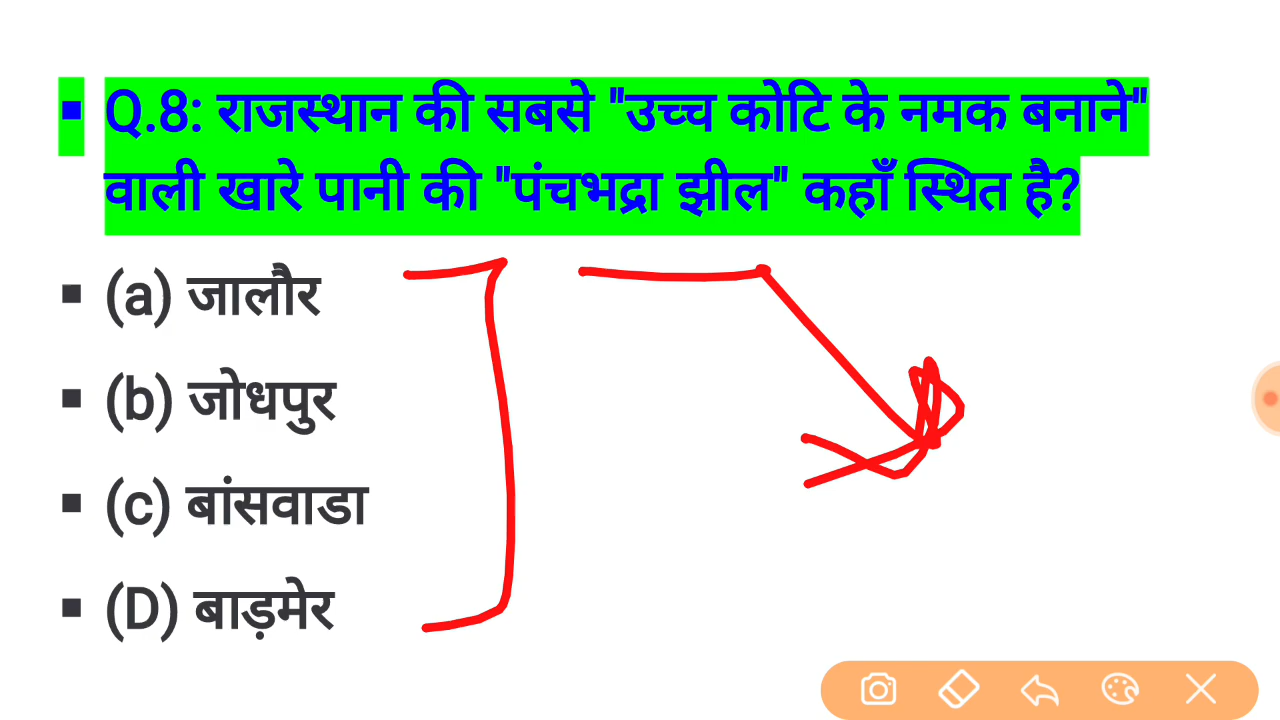 ▪ Q.8: राजस्थान की सबसे "उच्च कोटि के नमक बनाने"
वाली खारे पानी की "पंचभद्रा झील" कहाँ स्थित है?
▪ (a) जालौर
▪ (b) जोधपुर
▪ (c) बांसवाडा
▪ (D) बाड़मेर